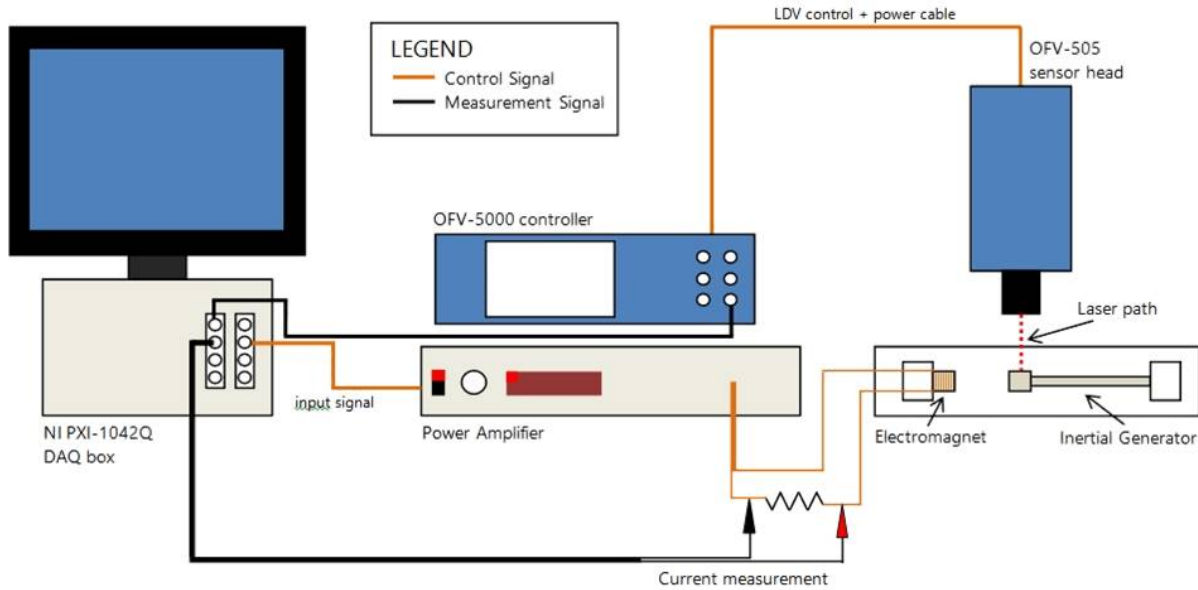 LDV control + power cable
LEGEND
Control Signal
Measurement Signal
OFV-505
sensor head
OFV-5000 controller
Laser path
input signal
NI PXI-1042Q
DAQ box
Power Amplifier
Electromagnet
Inertial Generator
Current measurement